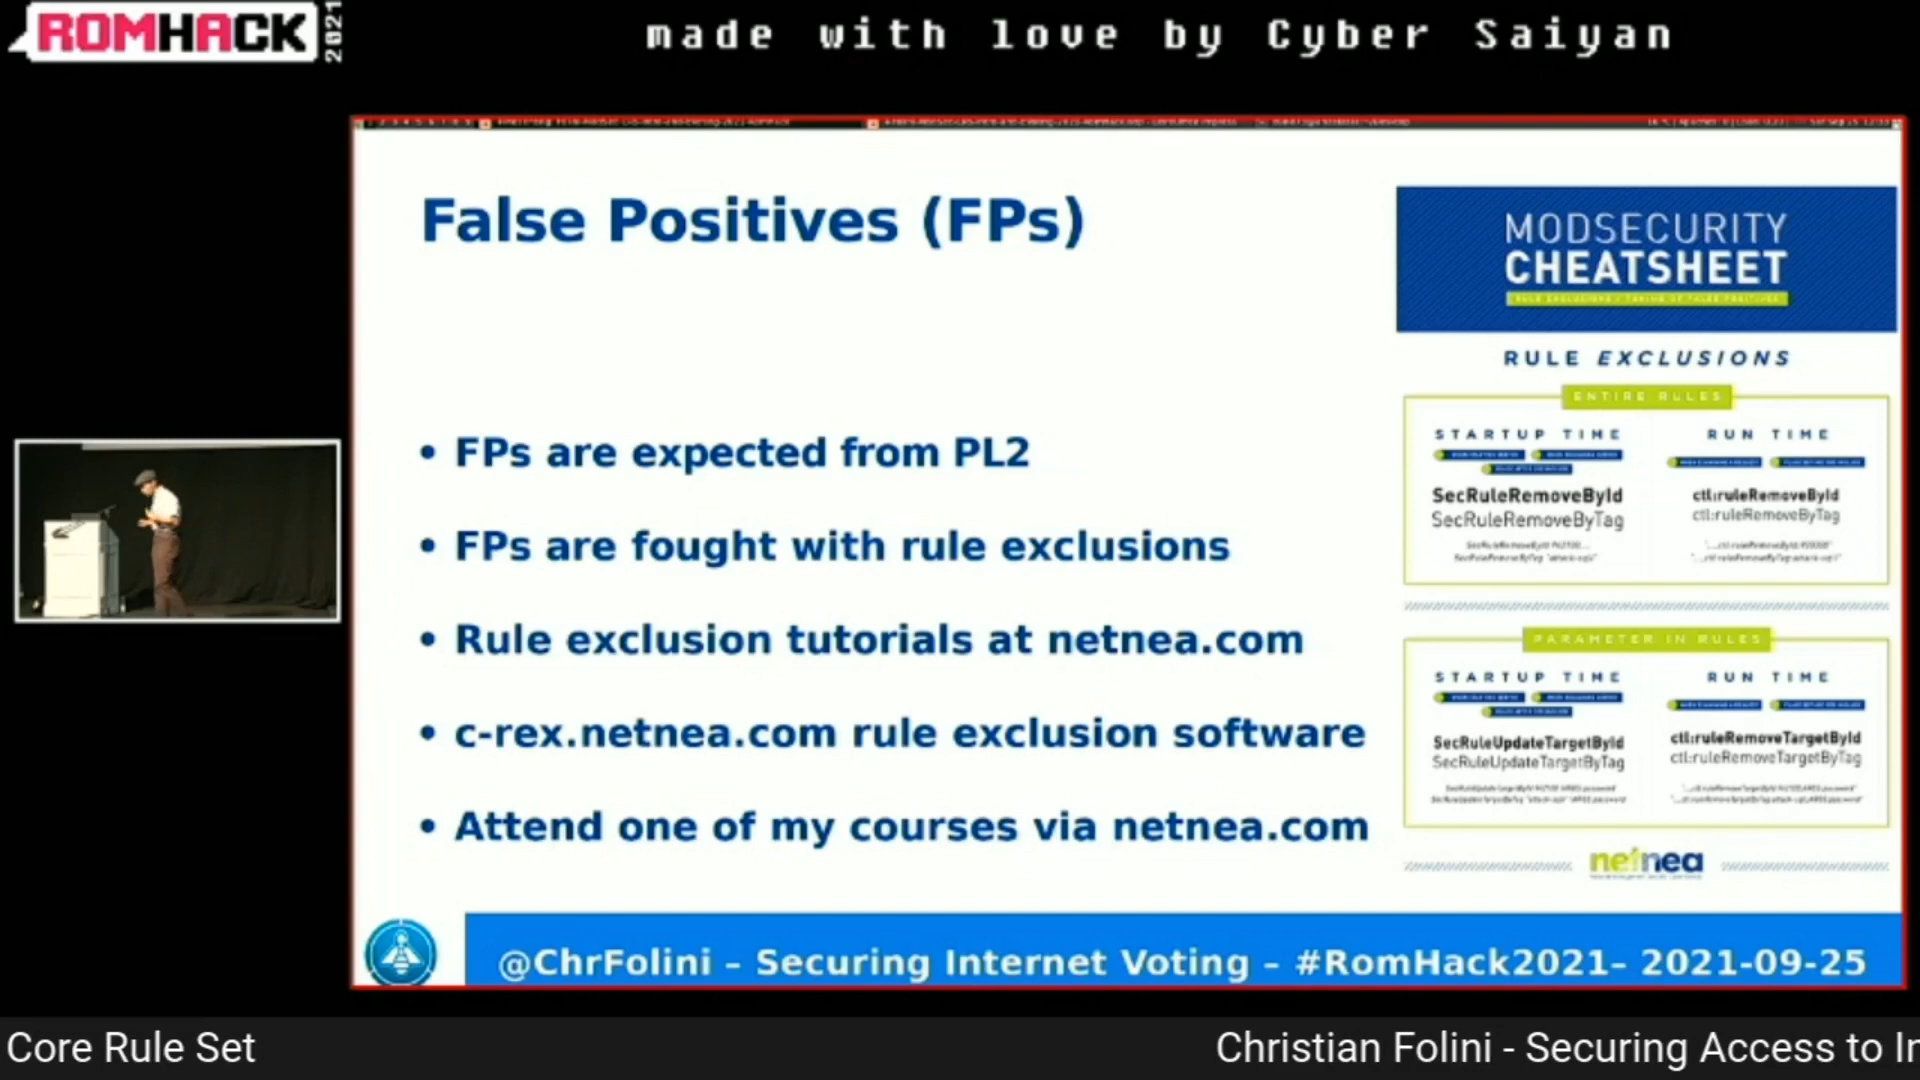 ROMHACK 2021
made with love by Cyber Saiyan
False Positives (FPs)
• FPs are expected from PL2
• FPs are fought with rule exclusions
• Rule exclusion tutorials at netnea.com
• c-rex.netnea.com rule exclusion software
• Attend one of my courses via netnea.com
MODSECURITY
CHEATSHEET
RULE EXCLUSIONS
ENTIRE RULES
STARTUP TIME
SecRuleRemoveById
SecRuleRemoveByTag
RUN TIME
ctl:ruleRemoveById
ctl:ruleRemoveByTag
PARAMETER IN RULES
STARTUP TIME
SecRuleUpdateTargetById
SecRuleUpdateTargetByTag
RUN TIME
ctl:ruleRemoveTargetById
ctl:ruleRemoveTargetByTag
netnea
@ChrFolini – Securing Internet Voting – #RomHack2021– 2021-09-25
Core Rule Set
Christian Folini - Securing Access to In